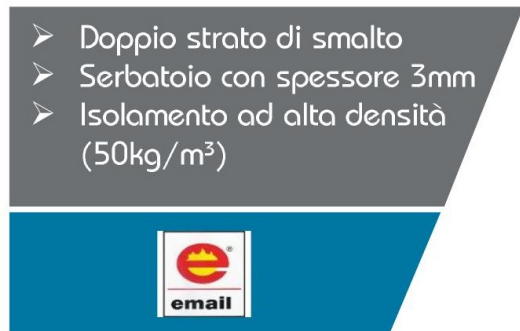 ➤ Doppio strato di smalto
➤ Serbatoio con spessore 3mm
➤ Isolamento ad alta densità
(50kg/m³)
e®
email